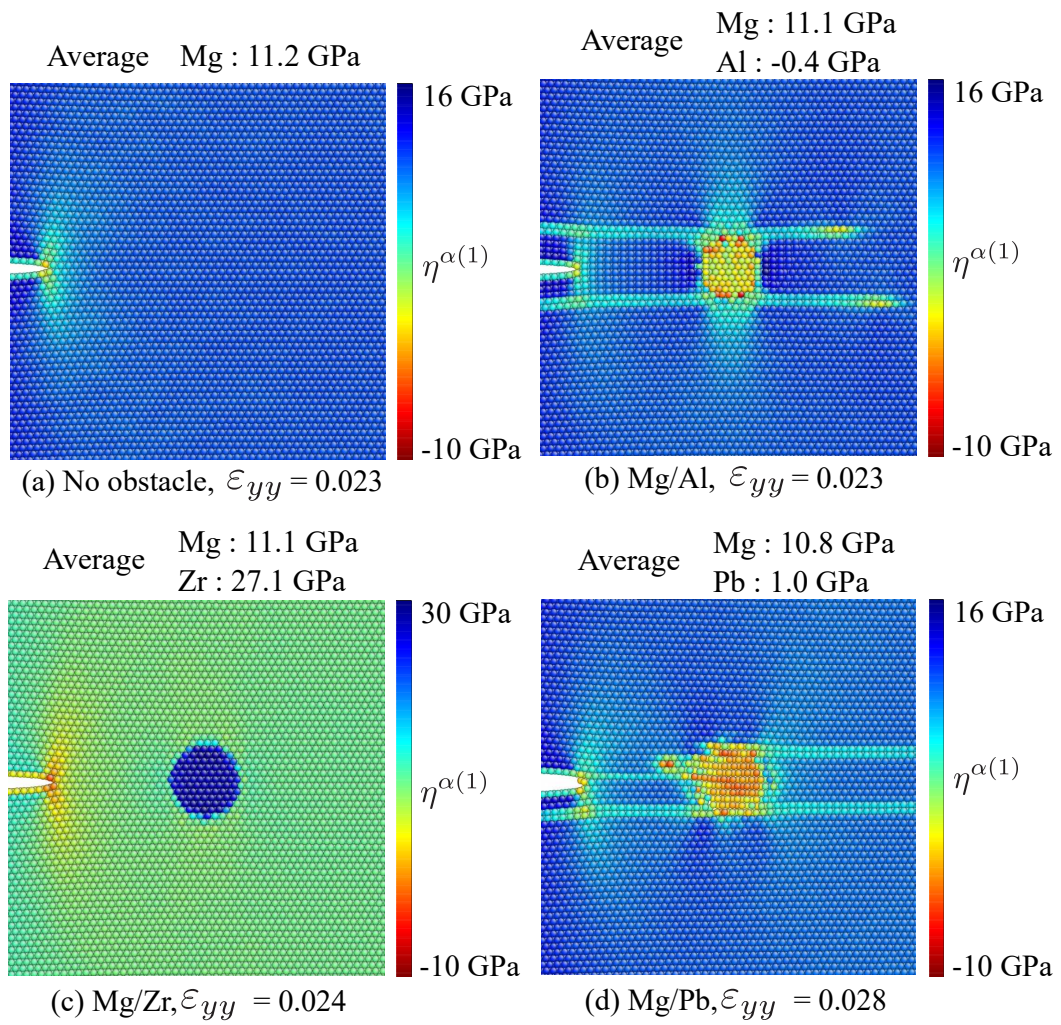 Average Mg : 11.2 GPa
16 GPa
η^α(1)
-10 GPa
(a) No obstacle, ε_yy = 0.023
Average Mg : 11.1 GPa
Al : -0.4 GPa
16 GPa
η^α(1)
-10 GPa
(b) Mg/Al, ε_yy = 0.023
Average Mg : 11.1 GPa
Zr : 27.1 GPa
30 GPa
η^α(1)
-10 GPa
(c) Mg/Zr, ε_yy = 0.024
Average Mg : 10.8 GPa
Pb : 1.0 GPa
16 GPa
η^α(1)
-10 GPa
(d) Mg/Pb, ε_yy = 0.028